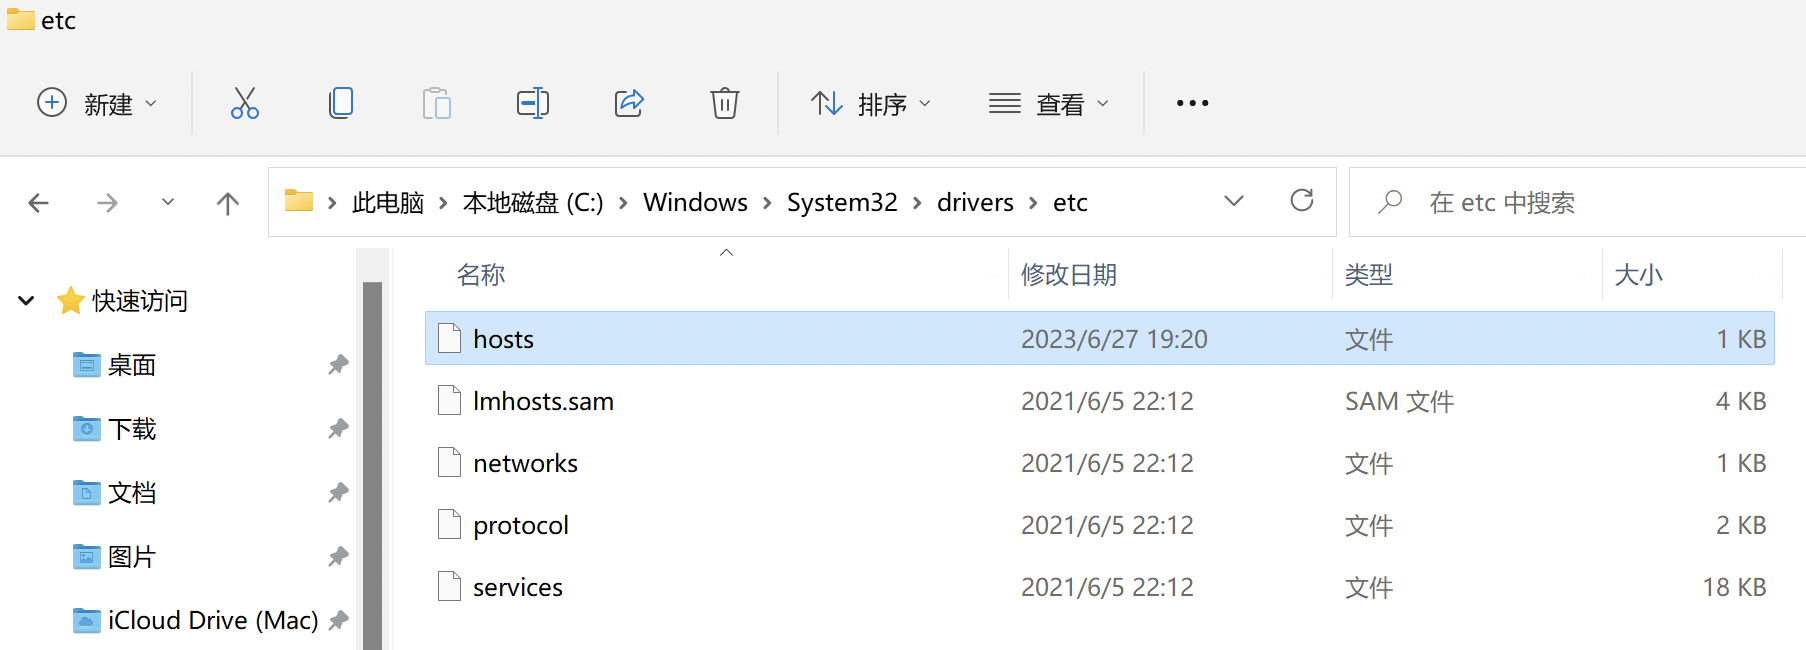 etc
新建 排序 查看
此电脑 本地磁盘 (C:) Windows System32 drivers etc 在 etc 中搜索
名称 修改日期 类型 大小
快速访问
桌面
下载
文档
图片
iCloud Drive (Mac)
hosts 2023/6/27 19:20 文件 1 KB
lmhosts.sam 2021/6/5 22:12 SAM 文件 4 KB
networks 2021/6/5 22:12 文件 1 KB
protocol 2021/6/5 22:12 文件 2 KB
services 2021/6/5 22:12 文件 18 KB